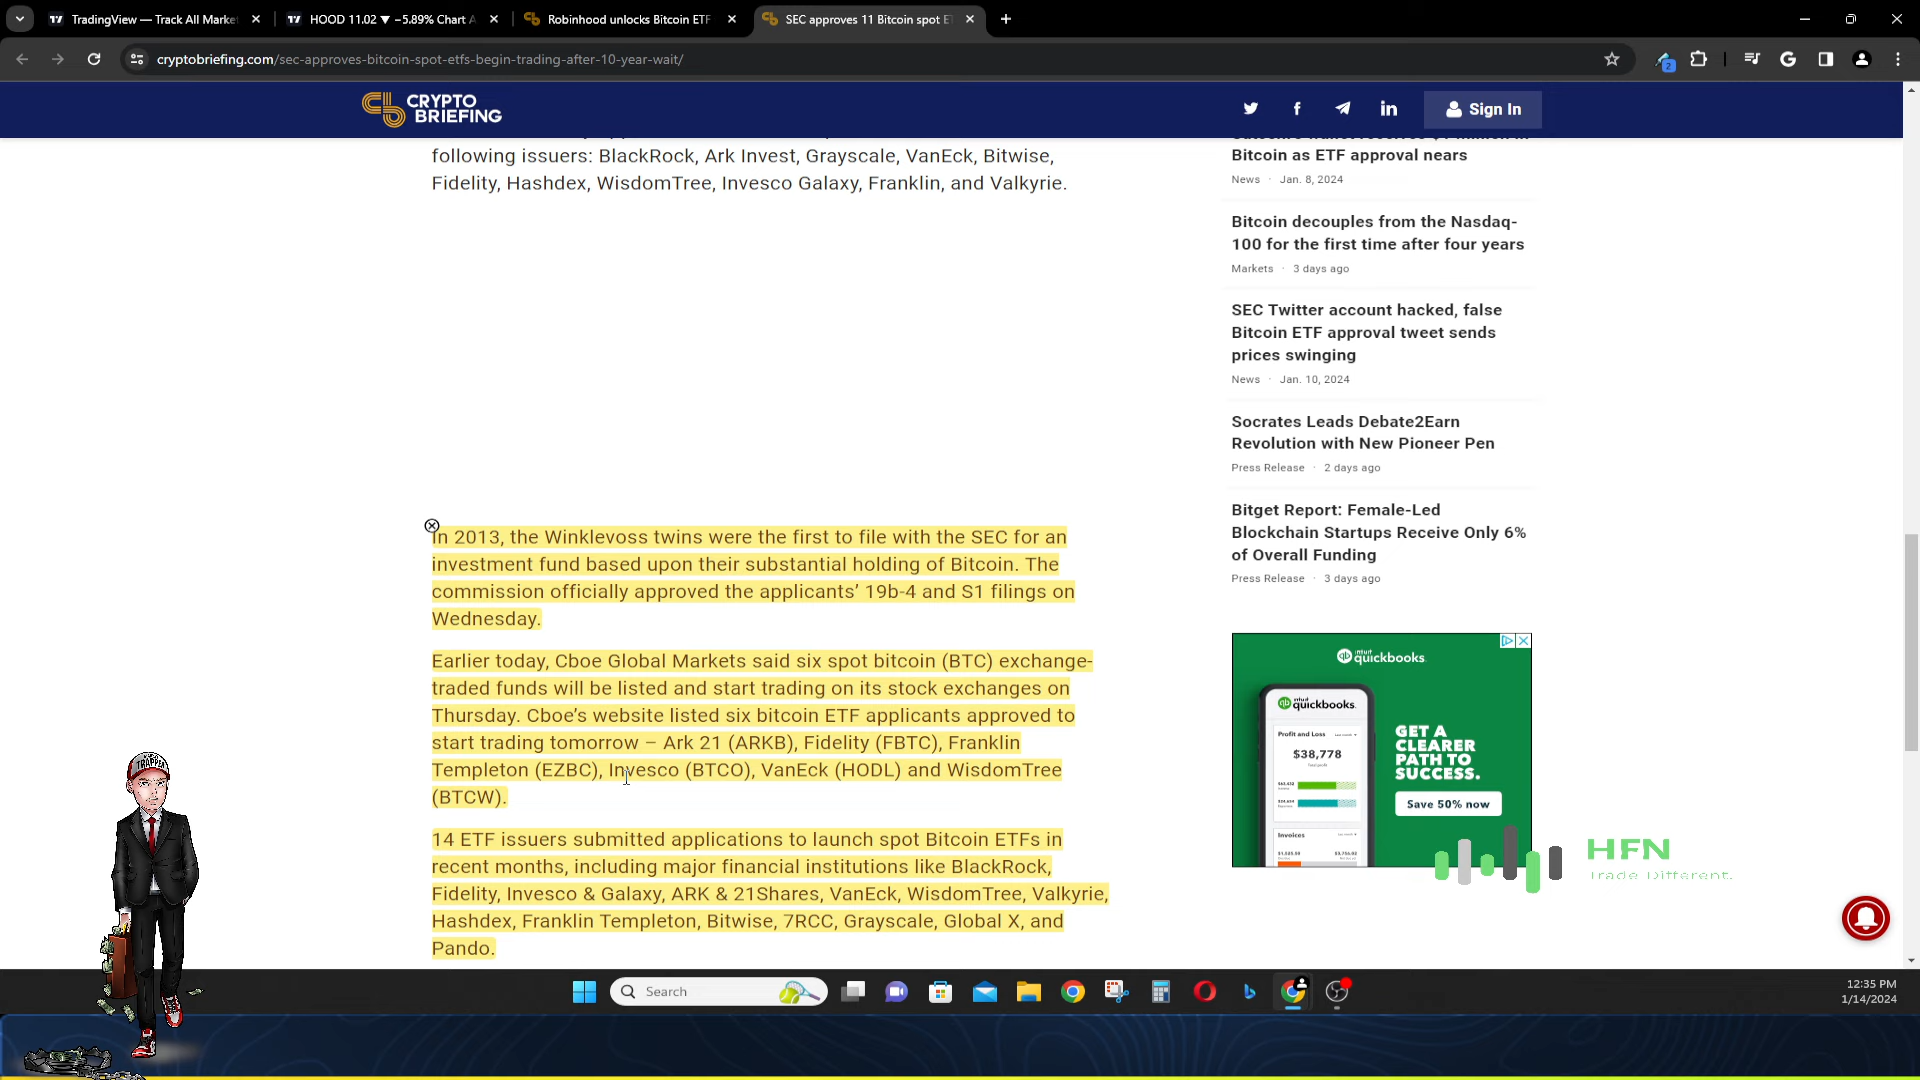 TradingView — Track All Marke
HOOD 11.02 ▼ −5.89% Chart A
Robinhood unlocks Bitcoin ETF
SEC approves 11 Bitcoin spot E
cryptobriefing.com/sec-approves-bitcoin-spot-etfs-begin-trading-after-10-year-wait/
2
CRYPTO
BRIEFING
Sign In
following issuers: BlackRock, Ark Invest, Grayscale, VanEck, Bitwise,
Fidelity, Hashdex, WisdomTree, Invesco Galaxy, Franklin, and Valkyrie.
In 2013, the Winklevoss twins were the first to file with the SEC for an
investment fund based upon their substantial holding of Bitcoin. The
commission officially approved the applicants’ 19b-4 and S1 filings on
Wednesday.
Earlier today, Cboe Global Markets said six spot bitcoin (BTC) exchange-
traded funds will be listed and start trading on its stock exchanges on
Thursday. Cboe’s website listed six bitcoin ETF applicants approved to
start trading tomorrow – Ark 21 (ARKB), Fidelity (FBTC), Franklin
Templeton (EZBC), Invesco (BTCO), VanEck (HODL) and WisdomTree
(BTCW).
14 ETF issuers submitted applications to launch spot Bitcoin ETFs in
recent months, including major financial institutions like BlackRock,
Fidelity, Invesco & Galaxy, ARK & 21Shares, VanEck, WisdomTree, Valkyrie,
Hashdex, Franklin Templeton, Bitwise, 7RCC, Grayscale, Global X, and
Pando.
Bitcoin as ETF approval nears
News · Jan. 8, 2024
Bitcoin decouples from the Nasdaq-
100 for the first time after four years
Markets · 3 days ago
SEC Twitter account hacked, false
Bitcoin ETF approval tweet sends
prices swinging
News · Jan. 10, 2024
Socrates Leads Debate2Earn
Revolution with New Pioneer Pen
Press Release · 2 days ago
Bitget Report: Female-Led
Blockchain Startups Receive Only 6%
of Overall Funding
Press Release · 3 days ago
intuit
quickbooks.
quickbooks.
Profit and Loss
$38,778
Invoices
GET A
CLEARER
PATH TO
SUCCESS.
Save 50% now
HFN
Trade Different.
TRAPPER
Search
12:35 PM
1/14/2024